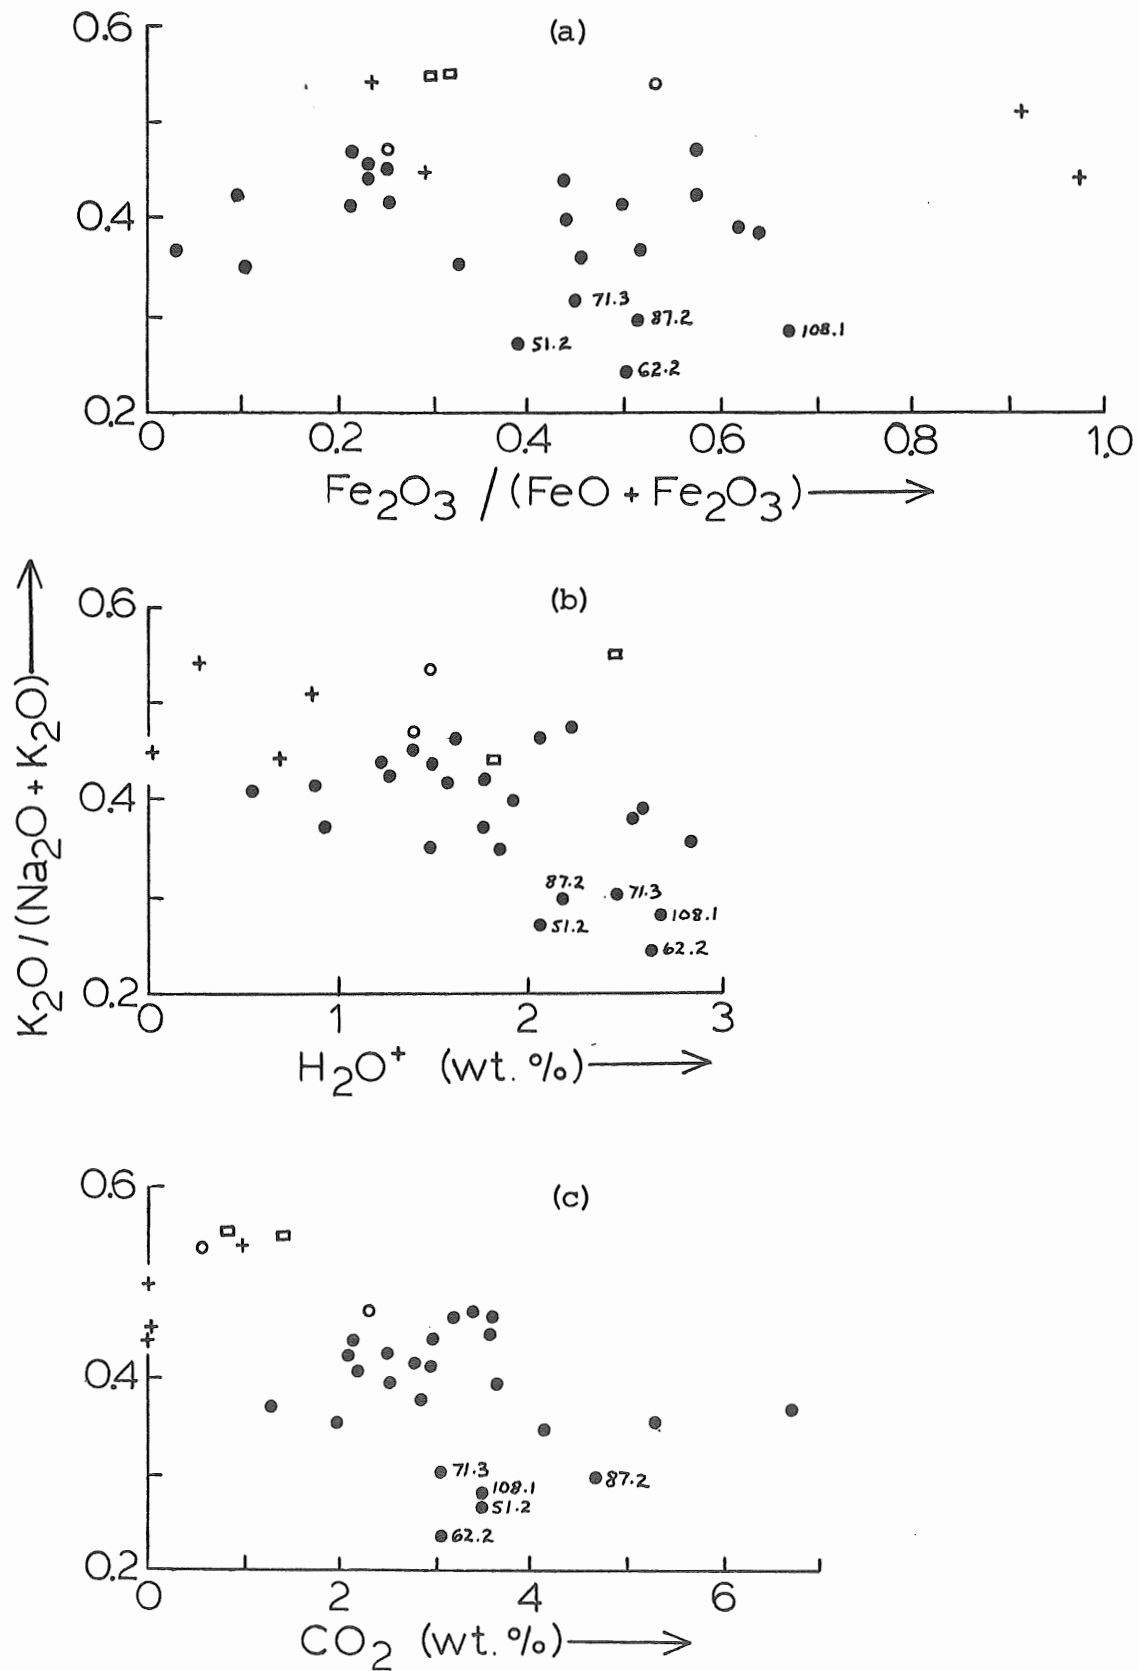 (a)
0.6
0.4
0.2
71.3
87.2
108.1
51.2
62.2
0 0.2 0.4 0.6 0.8 1.0
Fe₂O₃ / (FeO + Fe₂O₃)
K₂O / (Na₂O + K₂O)
(b)
0.6
0.4
0.2
87.2
71.3
108.1
51.2
62.2
0 1 2 3
H₂O⁺ (wt. %)
(c)
0.6
0.4
0.2
71.3
108.1
87.2
51.2
62.2
0 2 4 6
CO₂ (wt. %)